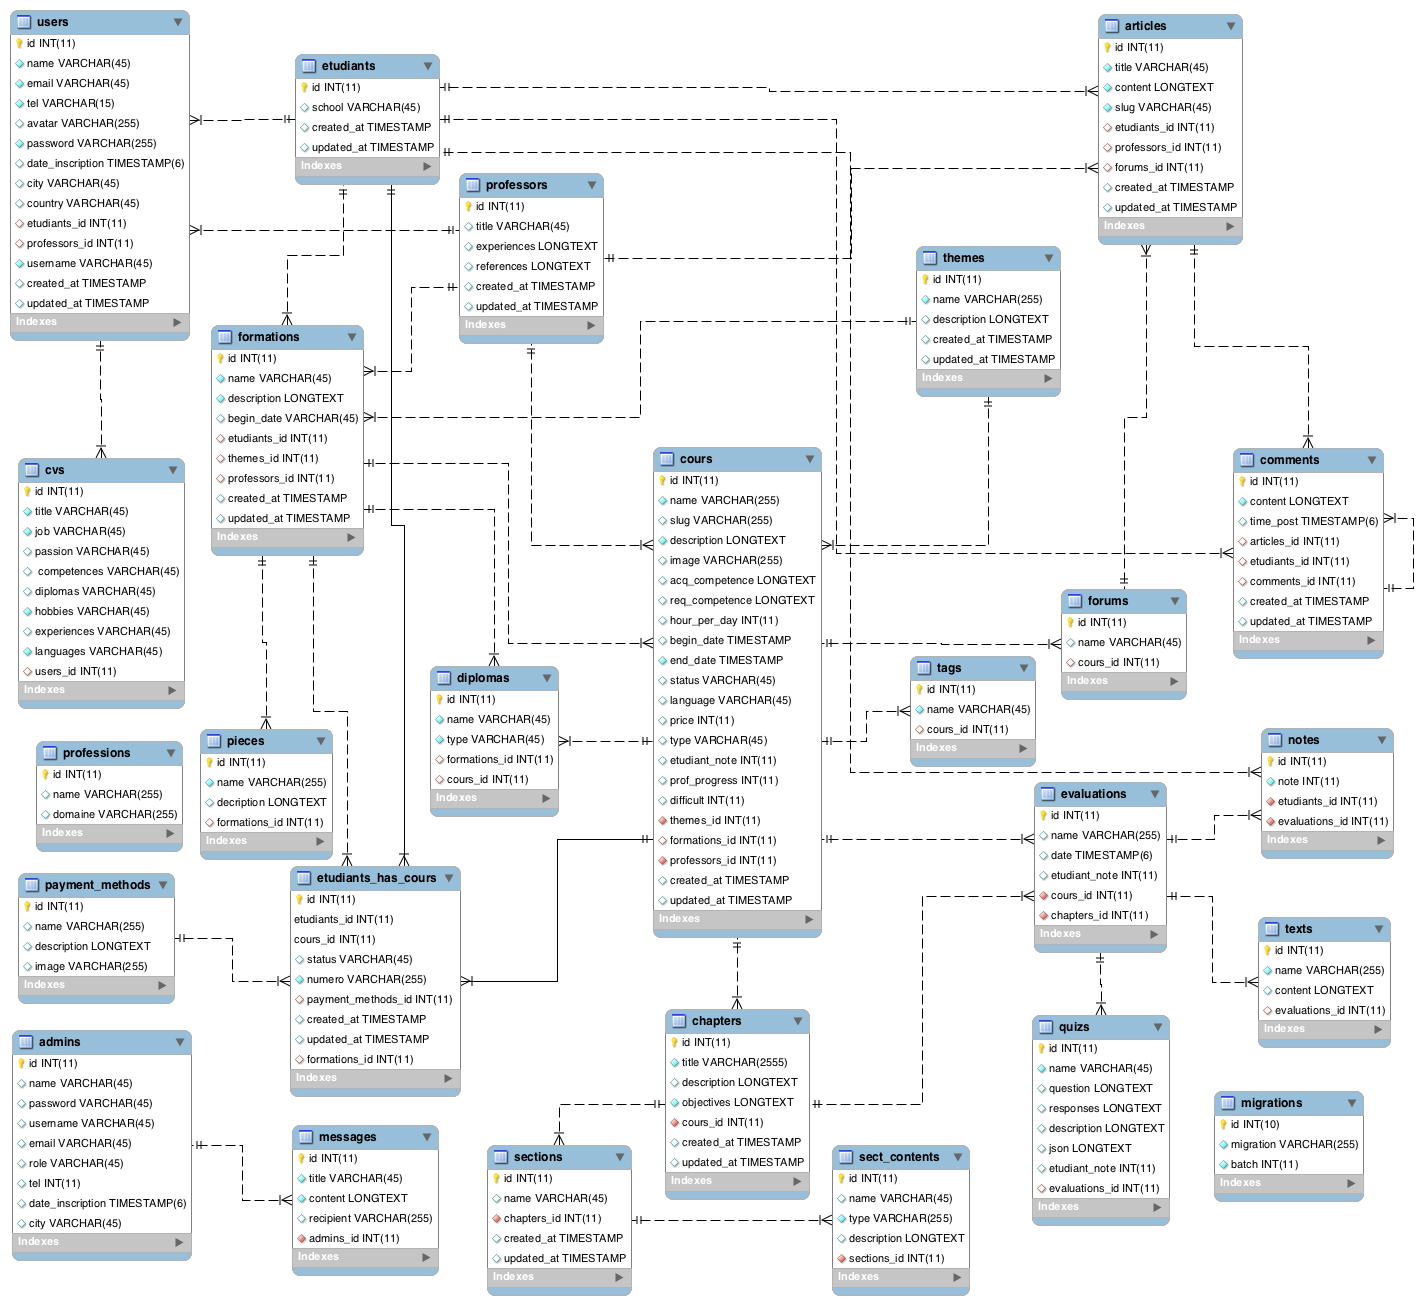 users
id INT(11)
name VARCHAR(45)
email VARCHAR(45)
tel VARCHAR(15)
avatar VARCHAR(255)
password VARCHAR(255)
date_inscription TIMESTAMP(6)
city VARCHAR(45)
country VARCHAR(45)
etudiants_id INT(11)
professors_id INT(11)
username VARCHAR(45)
created_at TIMESTAMP
updated_at TIMESTAMP
Indexes
etudiants
id INT(11)
school VARCHAR(45)
created_at TIMESTAMP
updated_at TIMESTAMP
Indexes
professors
id INT(11)
title VARCHAR(45)
experiences LONGTEXT
references LONGTEXT
created_at TIMESTAMP
updated_at TIMESTAMP
Indexes
articles
id INT(11)
title VARCHAR(45)
content LONGTEXT
slug VARCHAR(45)
etudiants_id INT(11)
professors_id INT(11)
forums_id INT(11)
created_at TIMESTAMP
updated_at TIMESTAMP
Indexes
themes
id INT(11)
name VARCHAR(255)
description LONGTEXT
created_at TIMESTAMP
updated_at TIMESTAMP
Indexes
formations
id INT(11)
name VARCHAR(45)
description LONGTEXT
begin_date VARCHAR(45)
etudiants_id INT(11)
themes_id INT(11)
professors_id INT(11)
created_at TIMESTAMP
updated_at TIMESTAMP
Indexes
cvs
id INT(11)
title VARCHAR(45)
job VARCHAR(45)
passion VARCHAR(45)
competences VARCHAR(45)
diplomas VARCHAR(45)
hobbies VARCHAR(45)
experiences VARCHAR(45)
languages VARCHAR(45)
users_id INT(11)
Indexes
cours
id INT(11)
name VARCHAR(255)
slug VARCHAR(255)
description LONGTEXT
image VARCHAR(255)
acq_competence LONGTEXT
req_competence LONGTEXT
hour_per_day INT(11)
begin_date TIMESTAMP
end_date TIMESTAMP
status VARCHAR(45)
language VARCHAR(45)
price INT(11)
type VARCHAR(45)
etudient_note INT(11)
prof_progress INT(11)
difficult INT(11)
themes_id INT(11)
formations_id INT(11)
professors_id INT(11)
created_at TIMESTAMP
updated_at TIMESTAMP
Indexes
comments
id INT(11)
content LONGTEXT
time_post TIMESTAMP(6)
articles_id INT(11)
etudiants_id INT(11)
comments_id INT(11)
created_at TIMESTAMP
updated_at TIMESTAMP
Indexes
forums
id INT(11)
name VARCHAR(45)
cours_id INT(11)
Indexes
tags
id INT(11)
name VARCHAR(45)
cours_id INT(11)
Indexes
diplomas
id INT(11)
name VARCHAR(45)
type VARCHAR(45)
formations_id INT(11)
cours_id INT(11)
Indexes
professions
id INT(11)
name VARCHAR(255)
domaine VARCHAR(255)
Indexes
pieces
id INT(11)
name VARCHAR(255)
decription LONGTEXT
formations_id INT(11)
Indexes
notes
id INT(11)
note INT(11)
etudiants_id INT(11)
evaluations_id INT(11)
Indexes
evaluations
id INT(11)
name VARCHAR(255)
date TIMESTAMP(6)
etudiant_note INT(11)
cours_id INT(11)
chapters_id INT(11)
Indexes
payment_methods
id INT(11)
name VARCHAR(255)
description LONGTEXT
image VARCHAR(255)
Indexes
etudiants_has_cours
id INT(11)
etudiants_id INT(11)
cours_id INT(11)
status VARCHAR(45)
numero VARCHAR(255)
payment_methods_id INT(11)
created_at TIMESTAMP
updated_at TIMESTAMP
formations_id INT(11)
Indexes
texts
id INT(11)
name VARCHAR(255)
content LONGTEXT
evaluations_id INT(11)
Indexes
chapters
id INT(11)
title VARCHAR(2555)
description LONGTEXT
objectives LONGTEXT
cours_id INT(11)
created_at TIMESTAMP
updated_at TIMESTAMP
Indexes
quizs
id INT(11)
name VARCHAR(45)
question LONGTEXT
responses LONGTEXT
description LONGTEXT
json LONGTEXT
etudiant_note INT(11)
evaluations_id INT(11)
Indexes
admins
id INT(11)
name VARCHAR(45)
password VARCHAR(45)
username VARCHAR(45)
email VARCHAR(45)
role VARCHAR(45)
tel INT(11)
date_inscription TIMESTAMP(6)
city VARCHAR(45)
Indexes
messages
id INT(11)
title VARCHAR(45)
content LONGTEXT
recipient VARCHAR(255)
admins_id INT(11)
Indexes
sections
id INT(11)
name VARCHAR(45)
chapters_id INT(11)
created_at TIMESTAMP
updated_at TIMESTAMP
Indexes
sect_contents
id INT(11)
name VARCHAR(45)
type VARCHAR(255)
description LONGTEXT
sections_id INT(11)
Indexes
migrations
id INT(10)
migration VARCHAR(255)
batch INT(11)
Indexes